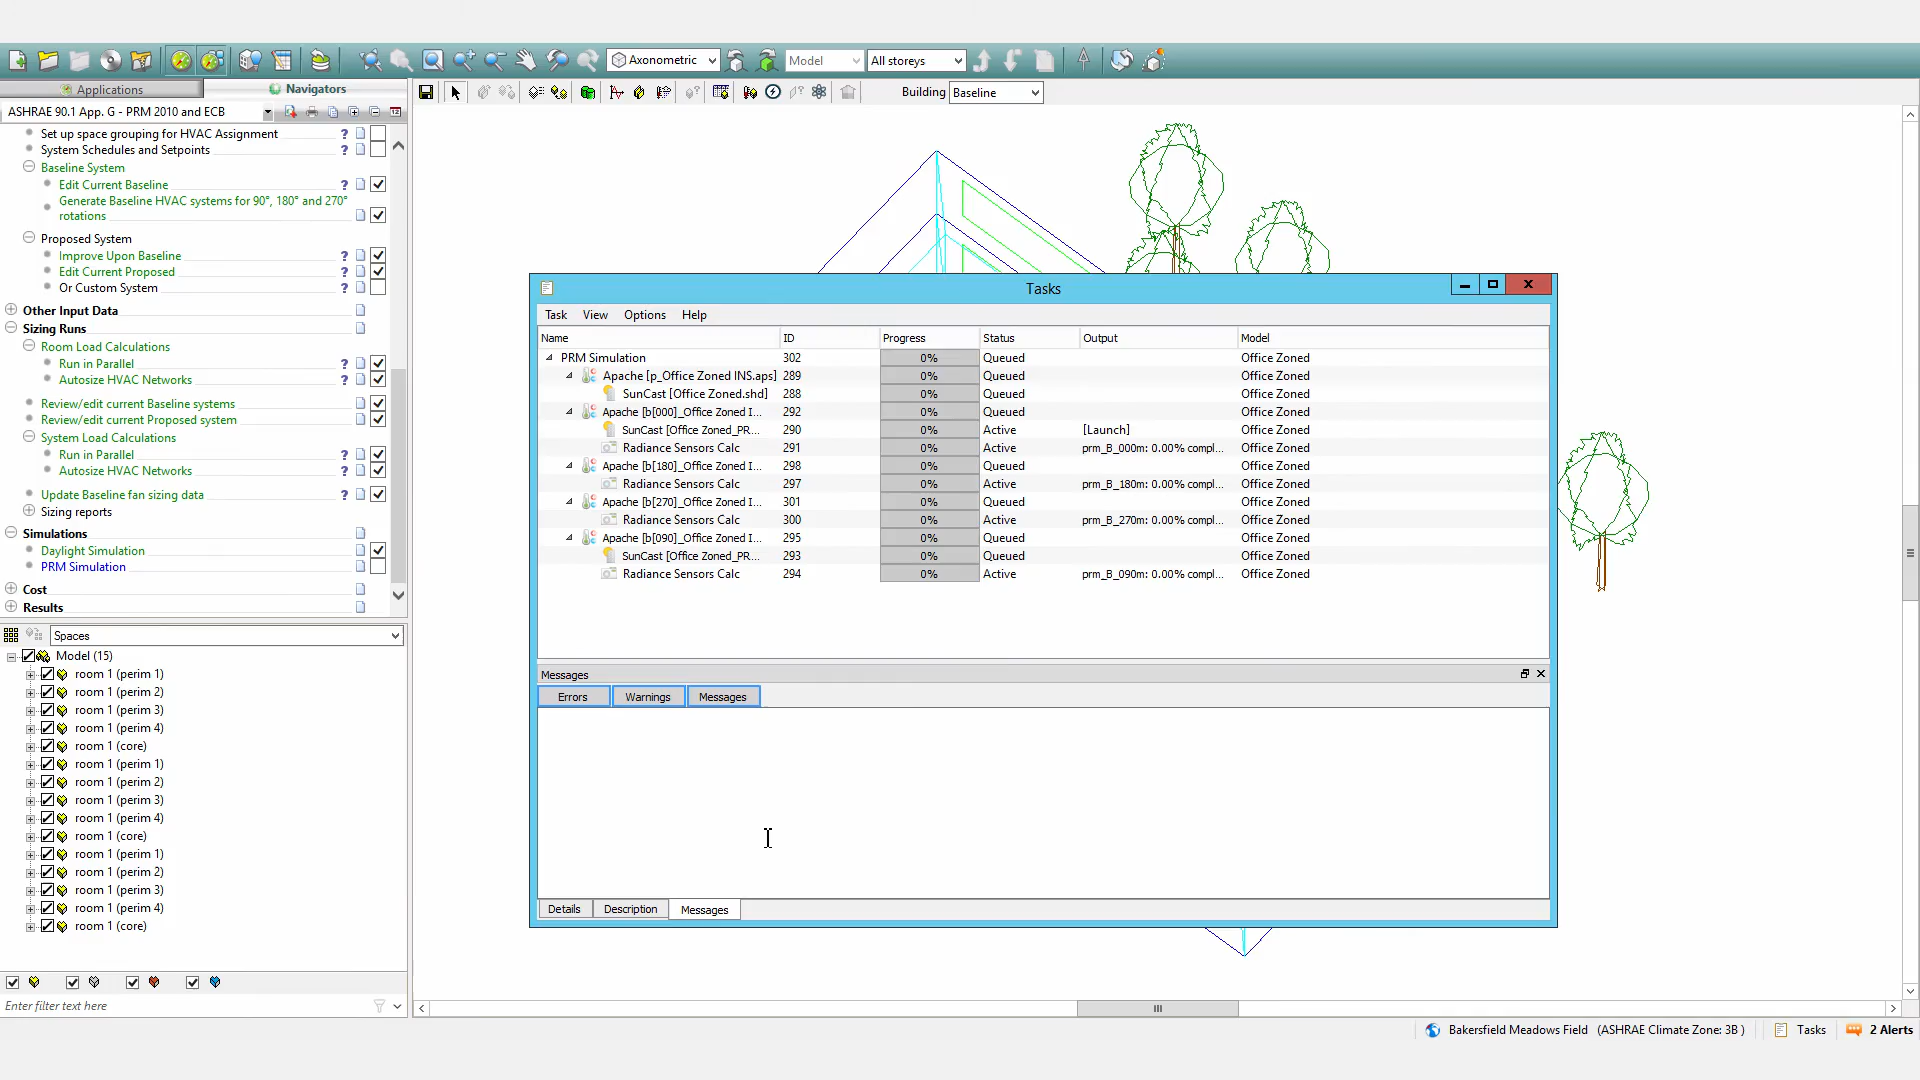 Axonometric
Model
All storeys
Applications
Navigators
Building
Baseline
ASHRAE 90.1 App. G - PRM 2010 and ECB
Set up space grouping for HVAC Assignment ?
System Schedules and Setpoints ?
Baseline System
Edit Current Baseline ?
Generate Baseline HVAC systems for 90°, 180° and 270°
rotations
Proposed System
Improve Upon Baseline ?
Edit Current Proposed ?
Or Custom System ?
Other Input Data
Sizing Runs
Room Load Calculations
Run in Parallel ?
Autosize HVAC Networks ?
Review/edit current Baseline systems ?
Review/edit current Proposed system ?
System Load Calculations
Run in Parallel ?
Autosize HVAC Networks ?
Update Baseline fan sizing data ?
Sizing reports
Simulations
Daylight Simulation
PRM Simulation
Cost
Results
Spaces
Model (15)
room 1 (perim 1)
room 1 (perim 2)
room 1 (perim 3)
room 1 (perim 4)
room 1 (core)
room 1 (perim 1)
room 1 (perim 2)
room 1 (perim 3)
room 1 (perim 4)
room 1 (core)
room 1 (perim 1)
room 1 (perim 2)
room 1 (perim 3)
room 1 (perim 4)
room 1 (core)
Enter filter text here
Tasks
Task View Options Help
Name ID Progress Status Output Model
PRM Simulation 302 0% Queued Office Zoned
Apache [p_Office Zoned INS.aps] 289 0% Queued Office Zoned
SunCast [Office Zoned.shd] 288 0% Queued Office Zoned
Apache [b[000]_Office Zoned I... 292 0% Queued Office Zoned
SunCast [Office Zoned_PR... 290 0% Active [Launch] Office Zoned
Radiance Sensors Calc 291 0% Active prm_B_000m: 0.00% compl... Office Zoned
Apache [b[180]_Office Zoned I... 298 0% Queued Office Zoned
Radiance Sensors Calc 297 0% Active prm_B_180m: 0.00% compl... Office Zoned
Apache [b[270]_Office Zoned I... 301 0% Queued Office Zoned
Radiance Sensors Calc 300 0% Active prm_B_270m: 0.00% compl... Office Zoned
Apache [b[090]_Office Zoned I... 295 0% Queued Office Zoned
SunCast [Office Zoned_PR... 293 0% Queued Office Zoned
Radiance Sensors Calc 294 0% Active prm_B_090m: 0.00% compl... Office Zoned
Messages
Errors Warnings Messages
Details Description Messages
Bakersfield Meadows Field (ASHRAE Climate Zone: 3B ) Tasks 2 Alerts